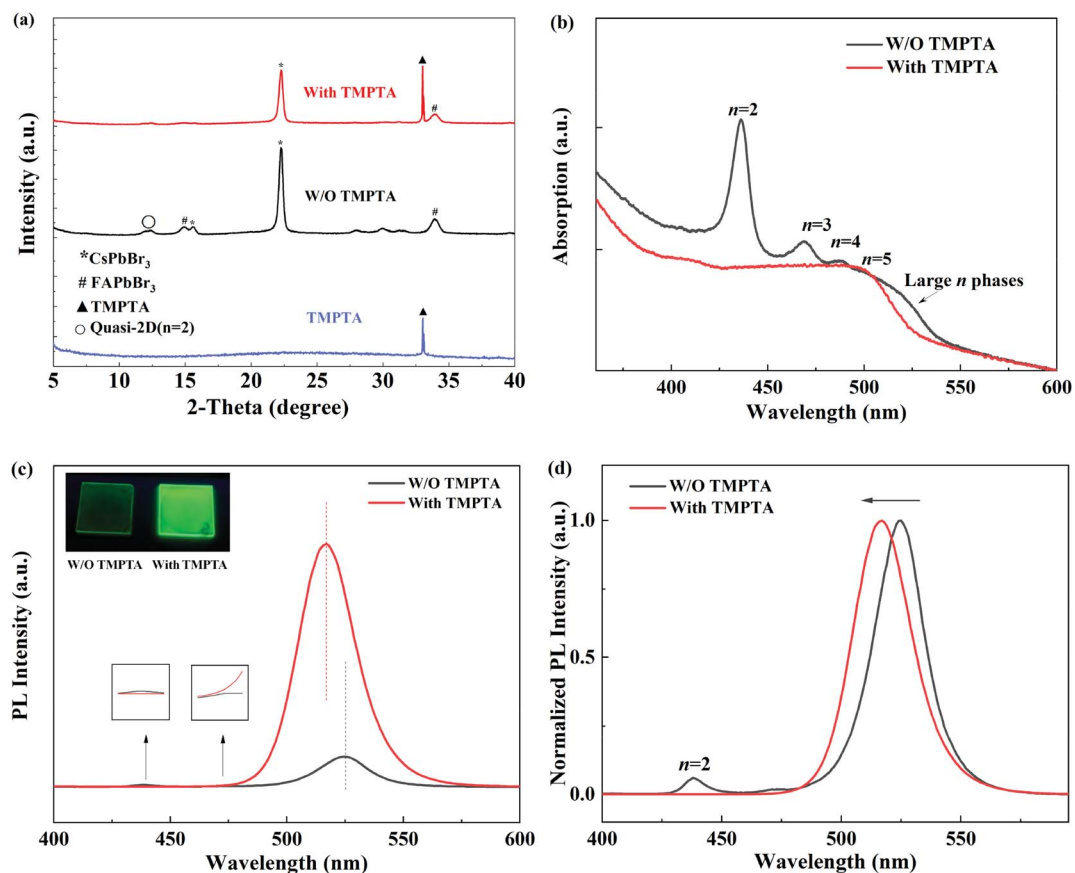 (a)
Intensity (a.u.)
*
▲
With TMPTA
#
*
W/O TMPTA
○
#
*
#
*CsPbBr3
# FAPbBr3
▲ TMPTA
○ Quasi-2D(n=2)
TMPTA
▲
5 10 15 20 25 30 35 40
2-Theta (degree)
(b)
Absorption (a.u.)
W/O TMPTA
With TMPTA
n=2
n=3
n=4
n=5
Large n phases
400 450 500 550 600
Wavelength (nm)
(c)
PL Intensity (a.u.)
W/O TMPTA
With TMPTA
W/O TMPTA With TMPTA
400 450 500 550 600
Wavelength (nm)
(d)
Normalized PL Intensity (a.u.)
W/O TMPTA
With TMPTA
1.0
0.5
0.0
n=2
400 450 500 550
Wavelength (nm)